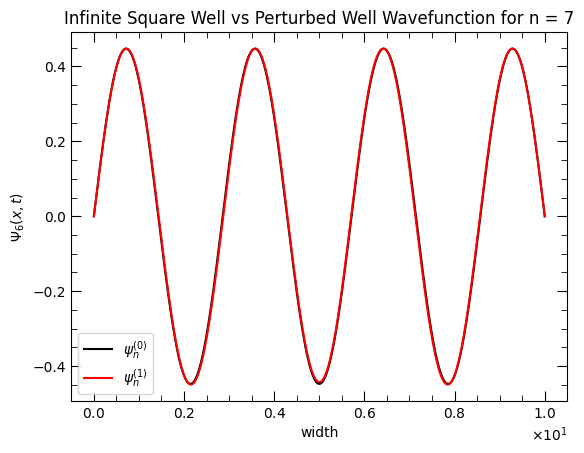 Infinite Square Well vs Perturbed Well Wavefunction for n = 7
Ψ₆(x, t)
0.4
0.2
0.0
−0.2
−0.4
ψₙ⁽⁰⁾
ψₙ⁽¹⁾
0.0 0.2 0.4 0.6 0.8 1.0
width
×10¹